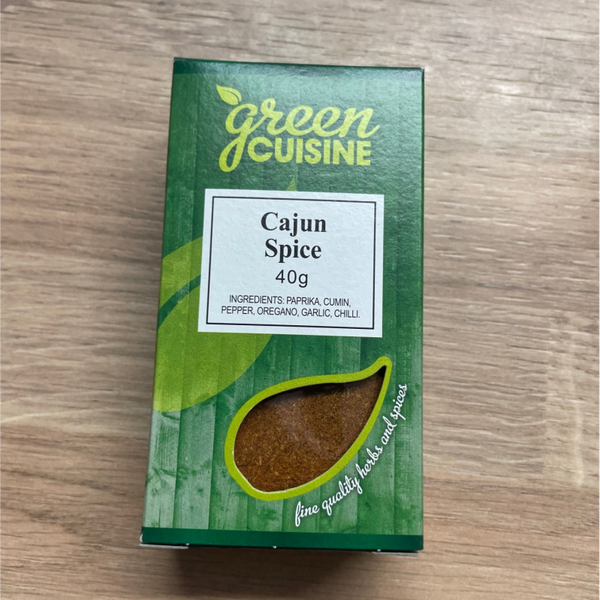 green
CUISINE
Cajun
Spice
40g
INGREDIENTS: PAPRIKA, CUMIN,
PEPPER, OREGANO, GARLIC, CHILLI.
fine quality herbs and spices